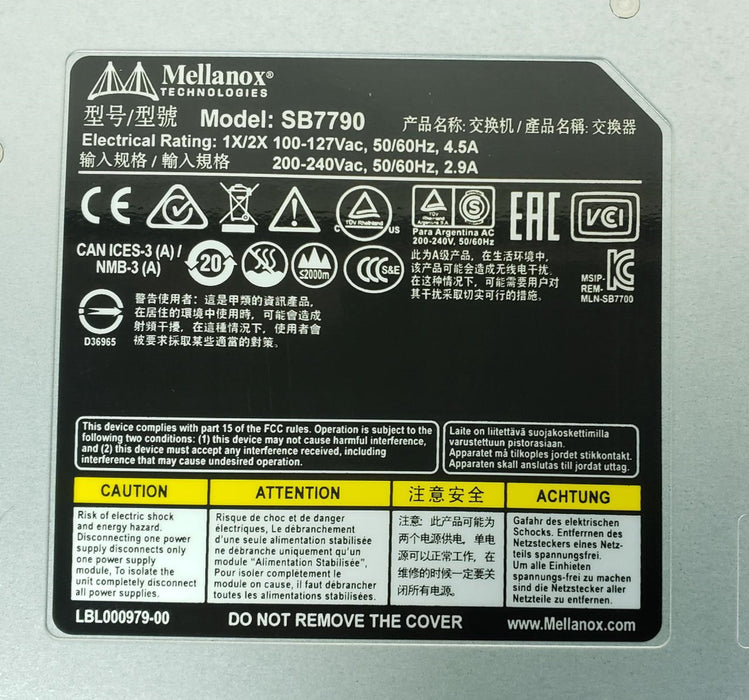 Mellanox®
TECHNOLOGIES
型号/型號 Model: SB7790 产品名称: 交换机 / 產品名稱: 交換器
Electrical Rating: 1X/2X 100-127Vac, 50/60Hz, 4.5A
输入规格 / 輸入規格 200-240Vac, 50/60Hz, 2.9A
CE
TÜV Rheinland
C US
TÜV
S
Para Argentina AC
200-240V, 50/60Hz
EAC
VCI
CAN ICES-3 (A) /
NMB-3 (A)
20
≤2000m
CCC S&E
此为A级产品, 在生活环境中,
该产品可能会造成无线电干扰,
在这种情况下, 可能需要用户对
其干扰采取切实可行的措施.
MSIP-
REM-
MLN-SB7700
D36965
警告使用者: 這是甲類的資訊產品,
在居住的環境中使用時, 可能會造成
射頻干擾, 在這種情況下, 使用者會
被要求採取某些適當的對策.
This device complies with part 15 of the FCC rules. Operation is subject to the
following two conditions: (1) this device may not cause harmful interference,
and (2) this device must accept any interference received, including
interference that may cause undesired operation.
Laite on liitettävä suojakoskettimilla
varustettuun pistorasiaan.
Apparatet må tilkoples jordet stikkontakt.
Apparaten skall anslutas till jordat uttag.
CAUTION
Risk of electric shock
and energy hazard.
Disconnecting one power
supply disconnects only
one power supply
module, To isolate the
unit completely disconnect
all power supplies.
ATTENTION
Risque de choc et de danger
électriques, Le débranchement
d'une seule alimentation stabilisée
ne débranche uniquement qu'un
module "Alimentation Stabilisée",
Pour isoler complètement le
module on cause, il faut débrancher
toutes les alimentations stabilisées.
注意安全
注意: 此产品可能为
两个电源供电, 单电
源可以正常工作, 在
维修的时候一定要关
闭所有电源.
ACHTUNG
Gafahr des elektrischen
Schocks. Entferrnen des
Netzsteckers eines Netz-
teils spannungsfrei.
Um alle Einhieten
spannungs-frei zu machen
sind die Netzstecker aller
Netzteile zu entfernen.
LBL000979-00 DO NOT REMOVE THE COVER www.Mellanox.com